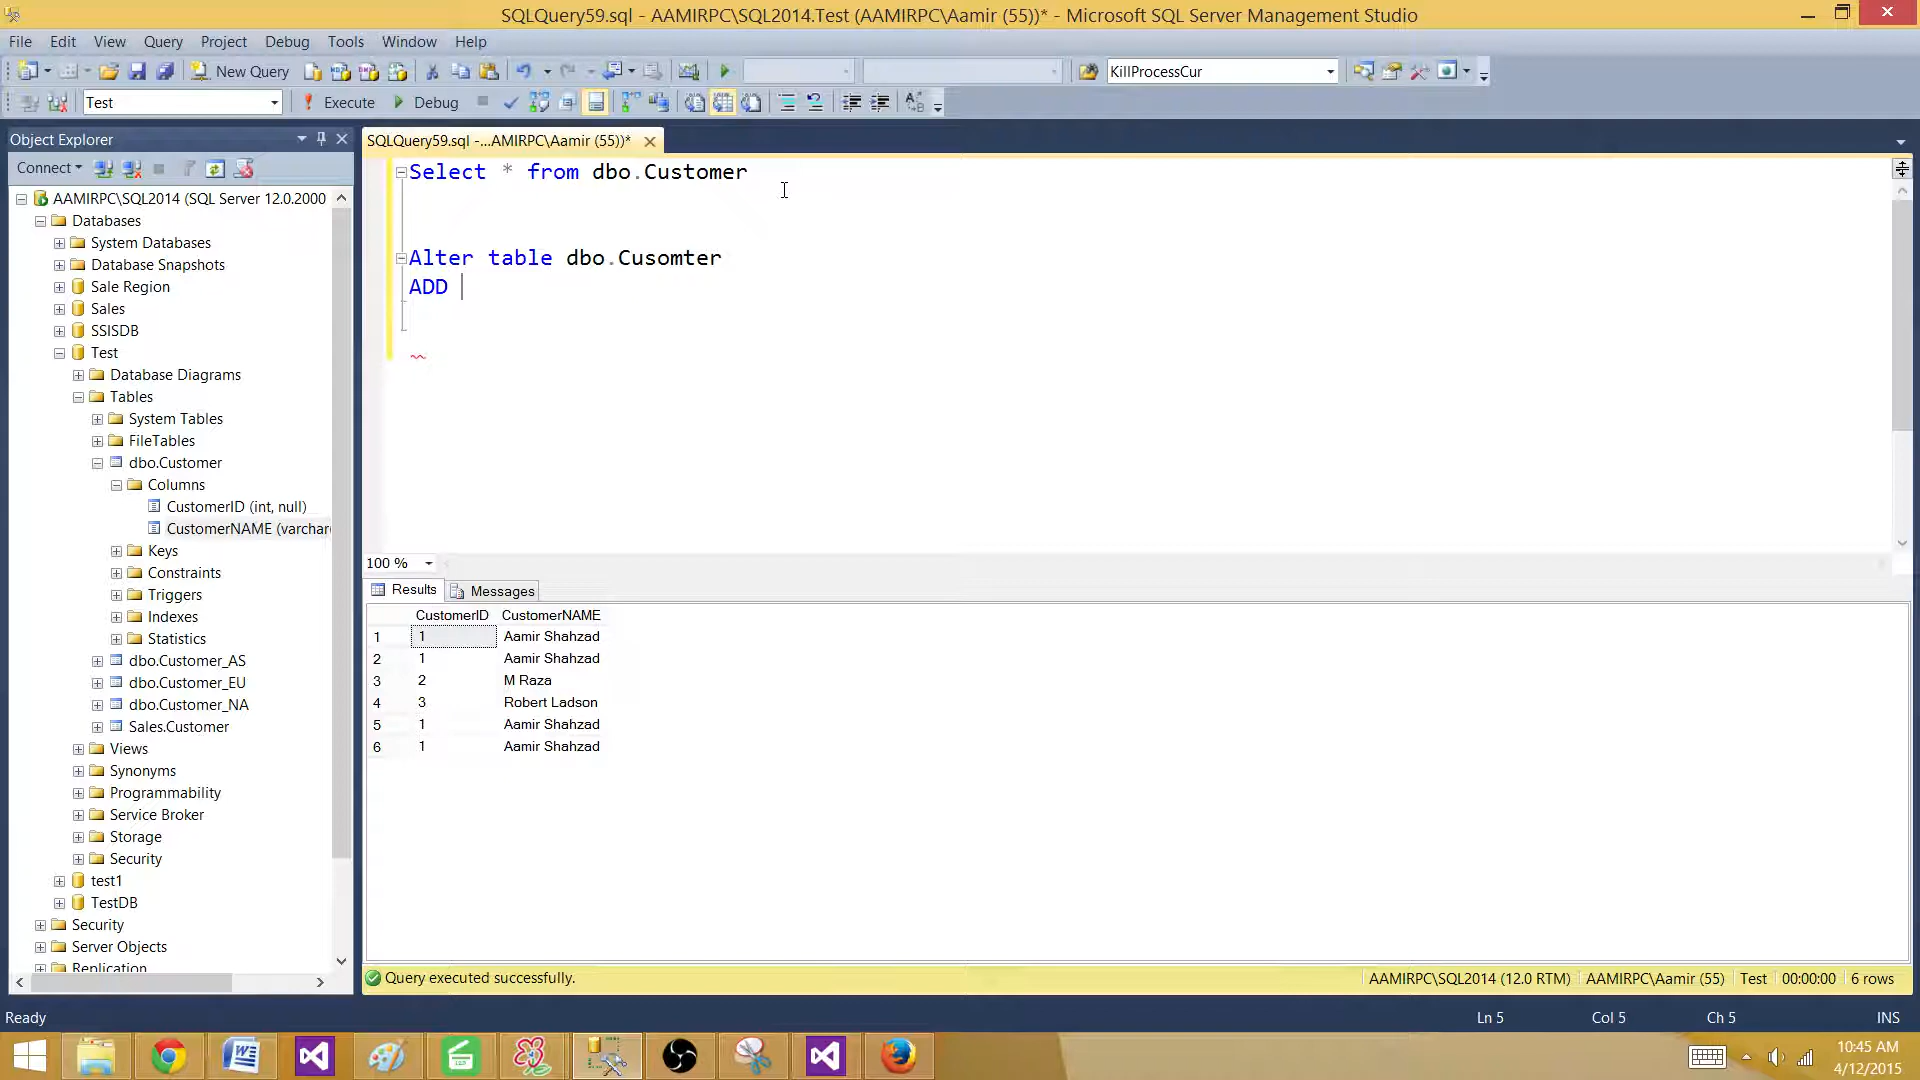 SQLQuery59.sql - AAMIRPC\SQL2014.Test (AAMIRPC\Aamir (55))* - Microsoft SQL Server Management Studio
File Edit View Query Project Debug Tools Window Help
New Query KillProcessCur
Test Execute Debug
Object Explorer
SQLQuery59.sql -...AMIRPC\Aamir (55))*
Connect
Select * from dbo.Customer
Alter table dbo.Cusomter
ADD
AAMIRPC\SQL2014 (SQL Server 12.0.2000
Databases
System Databases
Database Snapshots
Sale Region
Sales
SSISDB
Test
Database Diagrams
Tables
System Tables
FileTables
dbo.Customer
Columns
CustomerID (int, null)
CustomerNAME (varchar
Keys
Constraints
Triggers
Indexes
Statistics
dbo.Customer_AS
dbo.Customer_EU
dbo.Customer_NA
Sales.Customer
Views
Synonyms
Programmability
Service Broker
Storage
Security
test1
TestDB
Security
Server Objects
Replication
100 %
Results Messages
CustomerID CustomerNAME
1 1 Aamir Shahzad
2 1 Aamir Shahzad
3 2 M Raza
4 3 Robert Ladson
5 1 Aamir Shahzad
6 1 Aamir Shahzad
Query executed successfully. AAMIRPC\SQL2014 (12.0 RTM) AAMIRPC\Aamir (55) Test 00:00:00 6 rows
Ready Ln 5 Col 5 Ch 5 INS
10:45 AM
4/12/2015